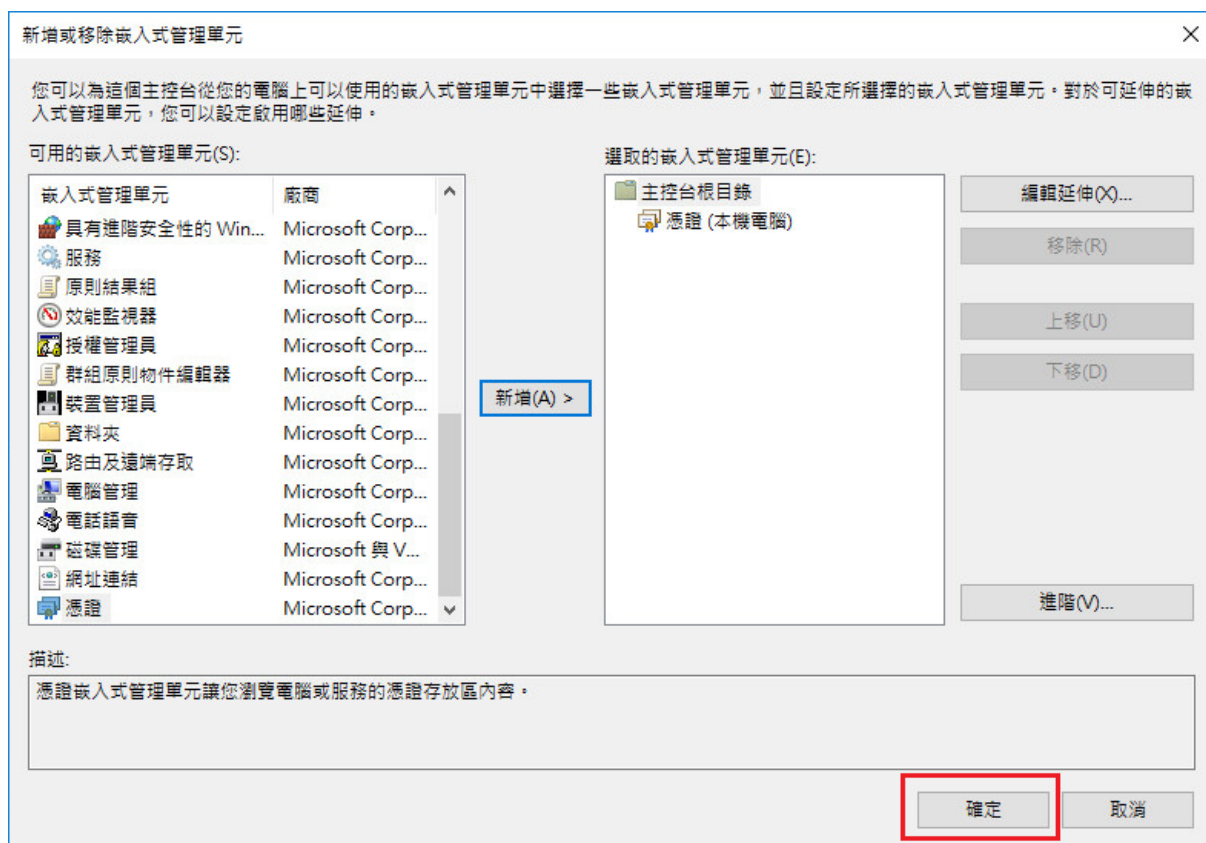 新增或移除嵌入式管理單元
您可以為這個主控台從您的電腦上可以使用的嵌入式管理單元中選擇一些嵌入式管理單元，並且設定所選擇的嵌入式管理單元。對於可延伸的嵌
入式管理單元，您可以設定啟用哪些延伸。
可用的嵌入式管理單元(S):
嵌入式管理單元 廠商
具有進階安全性的 Win... Microsoft Corp...
服務 Microsoft Corp...
原則結果組 Microsoft Corp...
效能監視器 Microsoft Corp...
授權管理員 Microsoft Corp...
群組原則物件編輯器 Microsoft Corp...
裝置管理員 Microsoft Corp...
資料夾 Microsoft Corp...
路由及遠端存取 Microsoft Corp...
電腦管理 Microsoft Corp...
電話語音 Microsoft Corp...
磁碟管理 Microsoft 與 V...
網址連結 Microsoft Corp...
憑證 Microsoft Corp...
新增(A) >
選取的嵌入式管理單元(E):
主控台根目錄
憑證 (本機電腦)
編輯延伸(X)...
移除(R)
上移(U)
下移(D)
進階(V)...
描述:
憑證嵌入式管理單元讓您瀏覽電腦或服務的憑證存放區內容。
確定
取消